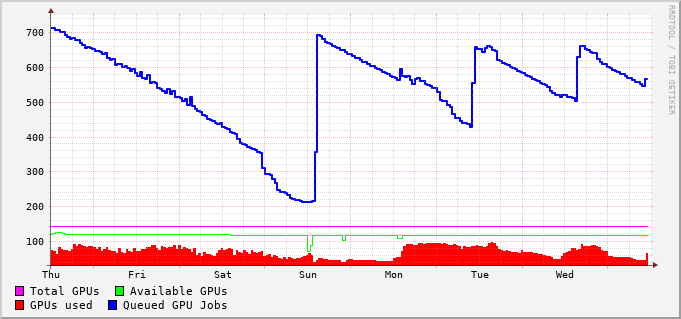 700
600
500
400
300
200
100
Thu Fri Sat Sun Mon Tue Wed
Total GPUs Available GPUs
GPUs used Queued GPU Jobs
RRDTOOL / TOBI OETIKER